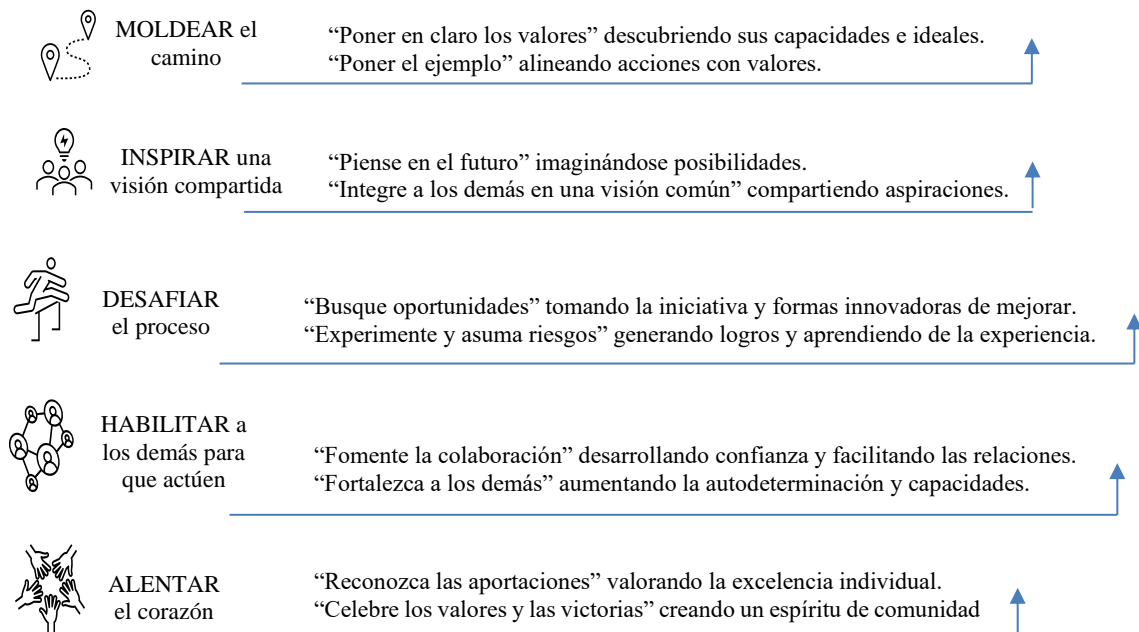 MOLDEAR el
camino
“Poner en claro los valores” descubriendo sus capacidades e ideales.
“Poner el ejemplo” alineando acciones con valores.
INSPIRAR una
visión compartida
“Piense en el futuro” imaginándose posibilidades.
“Integre a los demás en una visión común” compartiendo aspiraciones.
DESAFIAR
el proceso
“Busque oportunidades” tomando la iniciativa y formas innovadoras de mejorar.
“Experimente y asuma riesgos” generando logros y aprendiendo de la experiencia.
HABILITAR a
los demás para
que actúen
“Fomente la colaboración” desarrollando confianza y facilitando las relaciones.
“Fortalezca a los demás” aumentando la autodeterminación y capacidades.
ALENTAR
el corazón
“Reconozca las aportaciones” valorando la excelencia individual.
“Celebre los valores y las victorias” creando un espíritu de comunidad